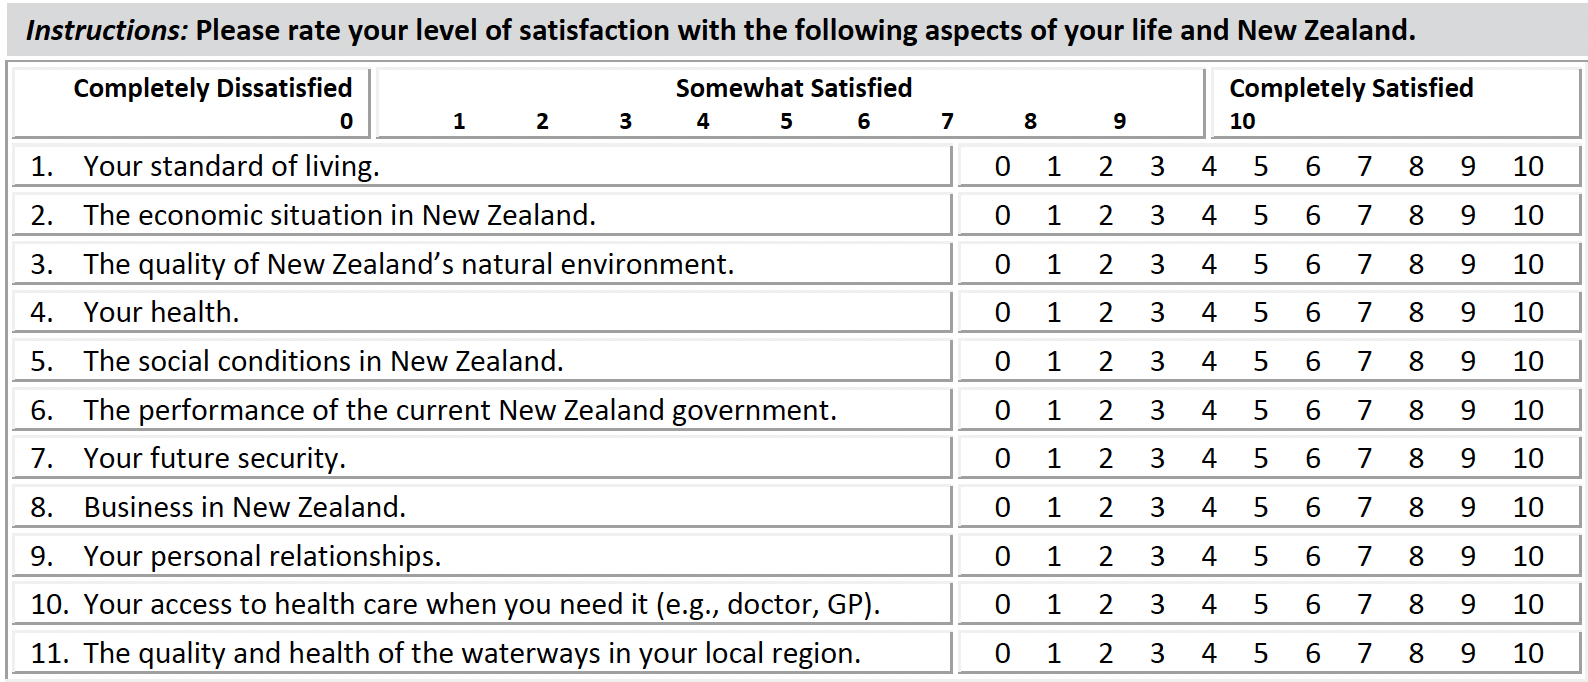 Instructions: Please rate your level of satisfaction with the following aspects of your life and New Zealand.
Completely Dissatisfied Somewhat Satisfied Completely Satisfied
0 1 2 3 4 5 6 7 8 9 10
1. Your standard of living. 0 1 2 3 4 5 6 7 8 9 10
2. The economic situation in New Zealand. 0 1 2 3 4 5 6 7 8 9 10
3. The quality of New Zealand’s natural environment. 0 1 2 3 4 5 6 7 8 9 10
4. Your health. 0 1 2 3 4 5 6 7 8 9 10
5. The social conditions in New Zealand. 0 1 2 3 4 5 6 7 8 9 10
6. The performance of the current New Zealand government. 0 1 2 3 4 5 6 7 8 9 10
7. Your future security. 0 1 2 3 4 5 6 7 8 9 10
8. Business in New Zealand. 0 1 2 3 4 5 6 7 8 9 10
9. Your personal relationships. 0 1 2 3 4 5 6 7 8 9 10
10. Your access to health care when you need it (e.g., doctor, GP). 0 1 2 3 4 5 6 7 8 9 10
11. The quality and health of the waterways in your local region. 0 1 2 3 4 5 6 7 8 9 10